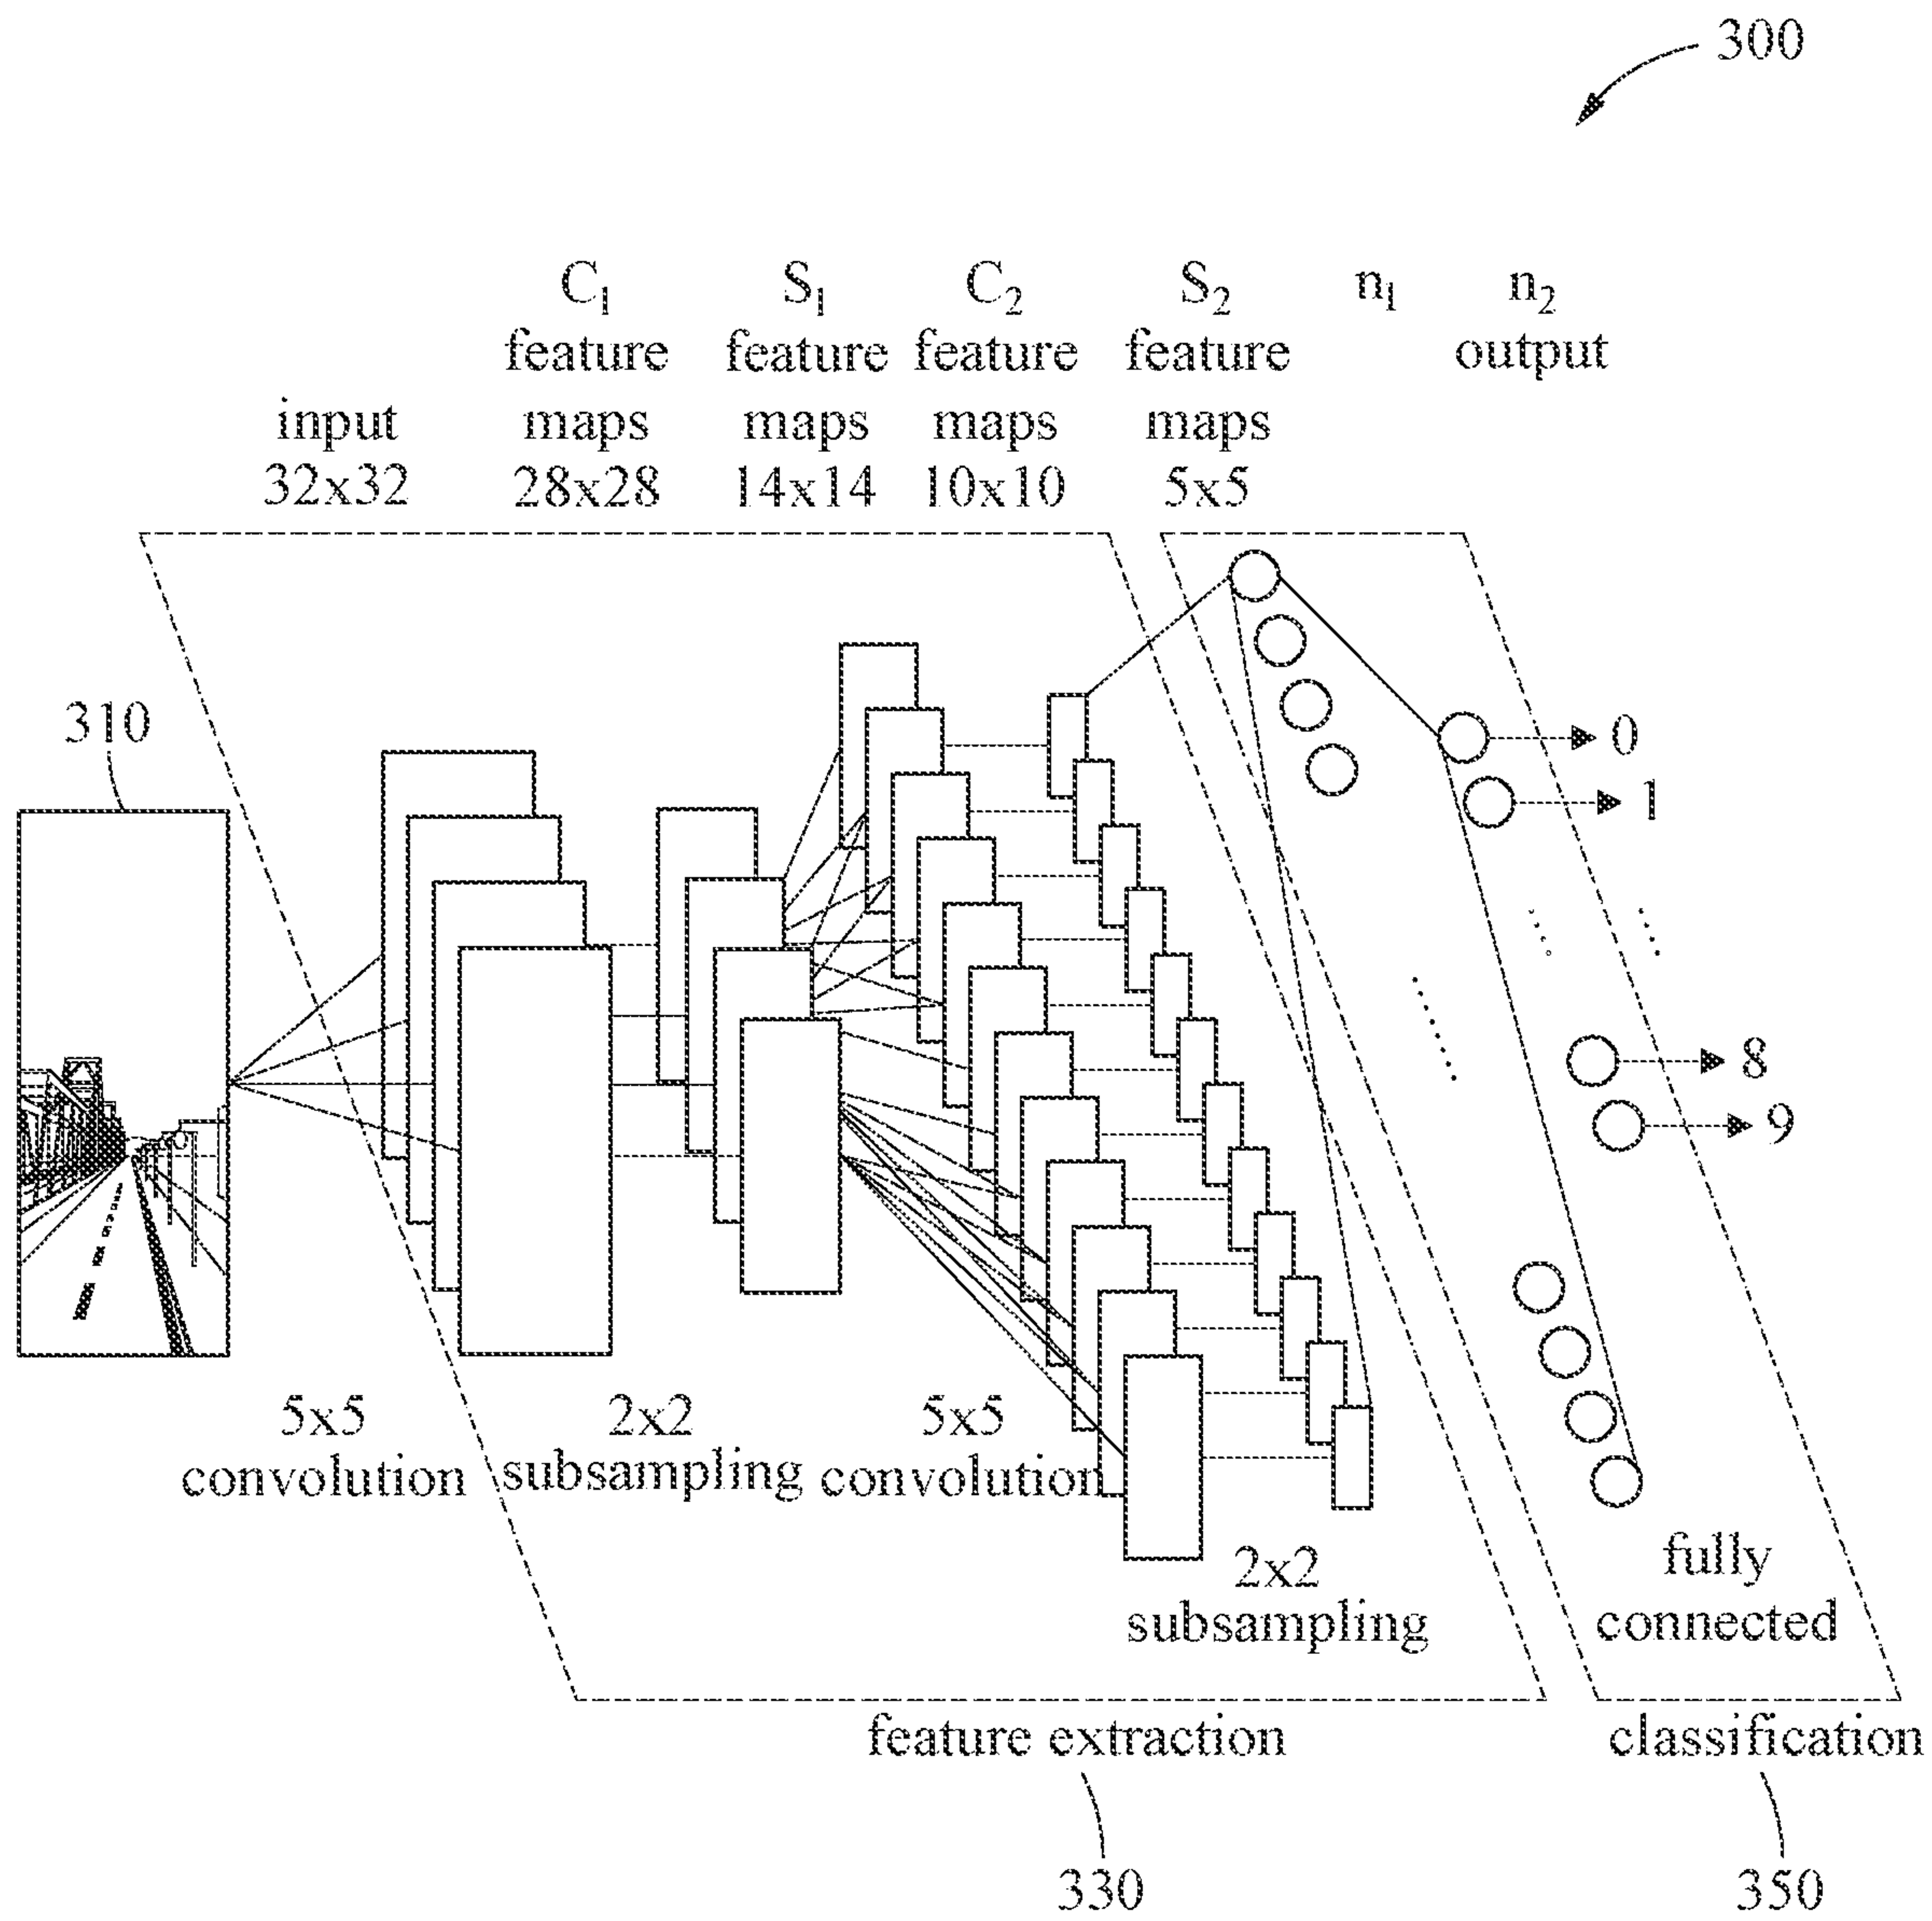 300
C1 S1 C2 S2 n1 n2
feature feature feature feature output
input maps maps maps maps
32x32 28x28 14x14 10x10 5x5
310
0
1
8
9
5x5 2x2 5x5
convolution subsampling convolution
2x2 fully
subsampling connected
feature extraction classification
330 350